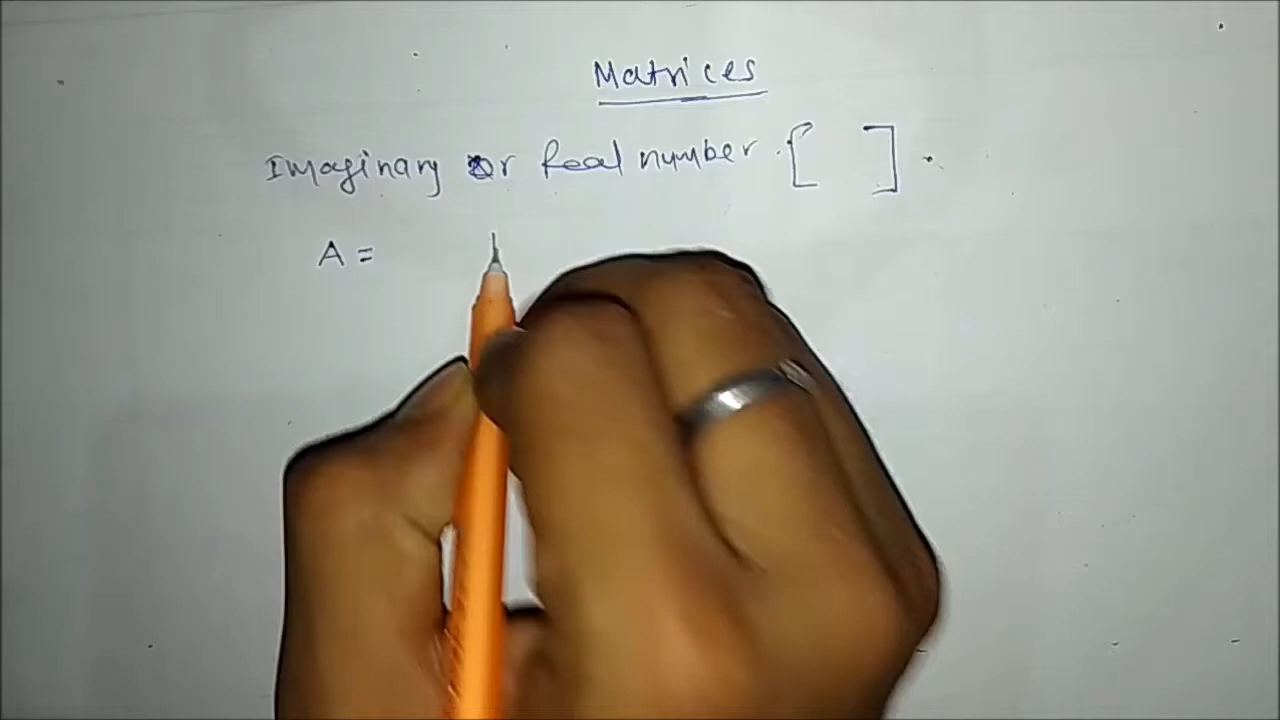 Matrices
Imaginary or Real number. [ ].
A =